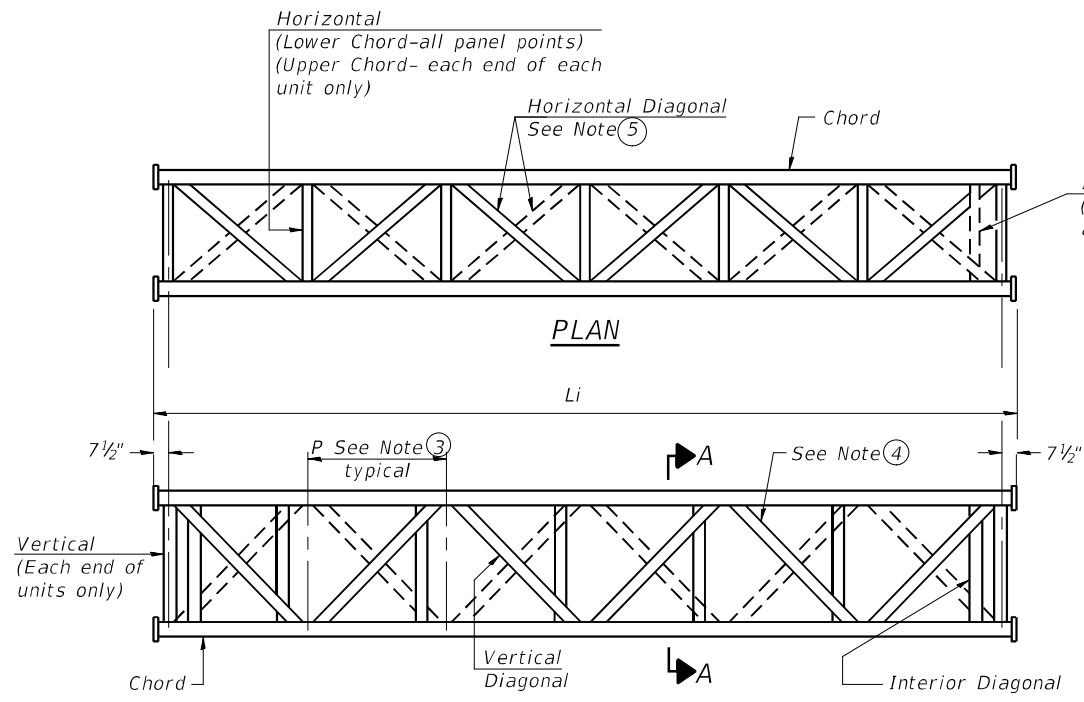 Horizontal
(Lower Chord-all panel points)
(Upper Chord- each end of each
unit only)
Horizontal Diagonal
See Note 5
Chord
PLAN
Li
7½"
P See Note 3
typical
A
See Note 4
7½"
Vertical
(Each end of
units only)
Chord
Vertical
Diagonal
A
Interior Diagonal